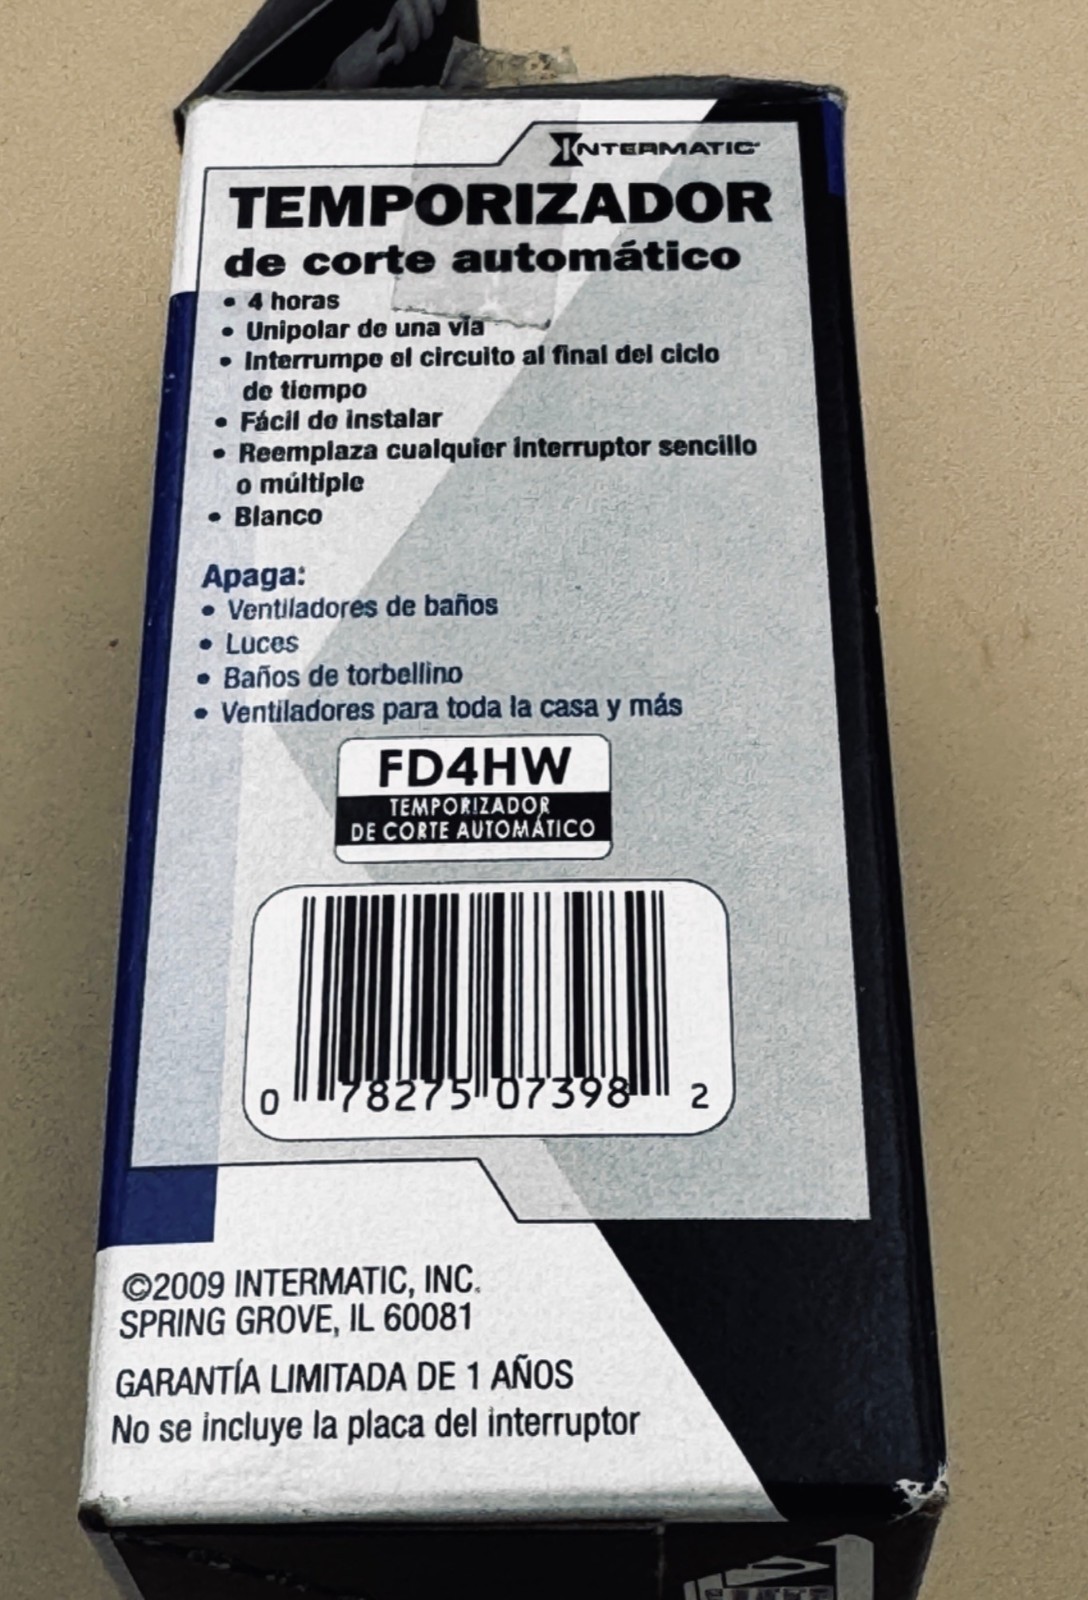 INTERMATIC
TEMPORIZADOR
de corte automático
• 4 horas
• Unipolar de una vía
• Interrumpe el circuito al final del ciclo
de tiempo
• Fácil de instalar
• Reemplaza cualquier interruptor sencillo
o múltiple
• Blanco
Apaga:
• Ventiladores de baños
• Luces
• Baños de torbellino
• Ventiladores para toda la casa y más
FD4HW
TEMPORIZADOR
DE CORTE AUTOMÁTICO
0 78275 07398 2
©2009 INTERMATIC, INC.
SPRING GROVE, IL 60081
GARANTÍA LIMITADA DE 1 AÑOS
No se incluye la placa del interruptor